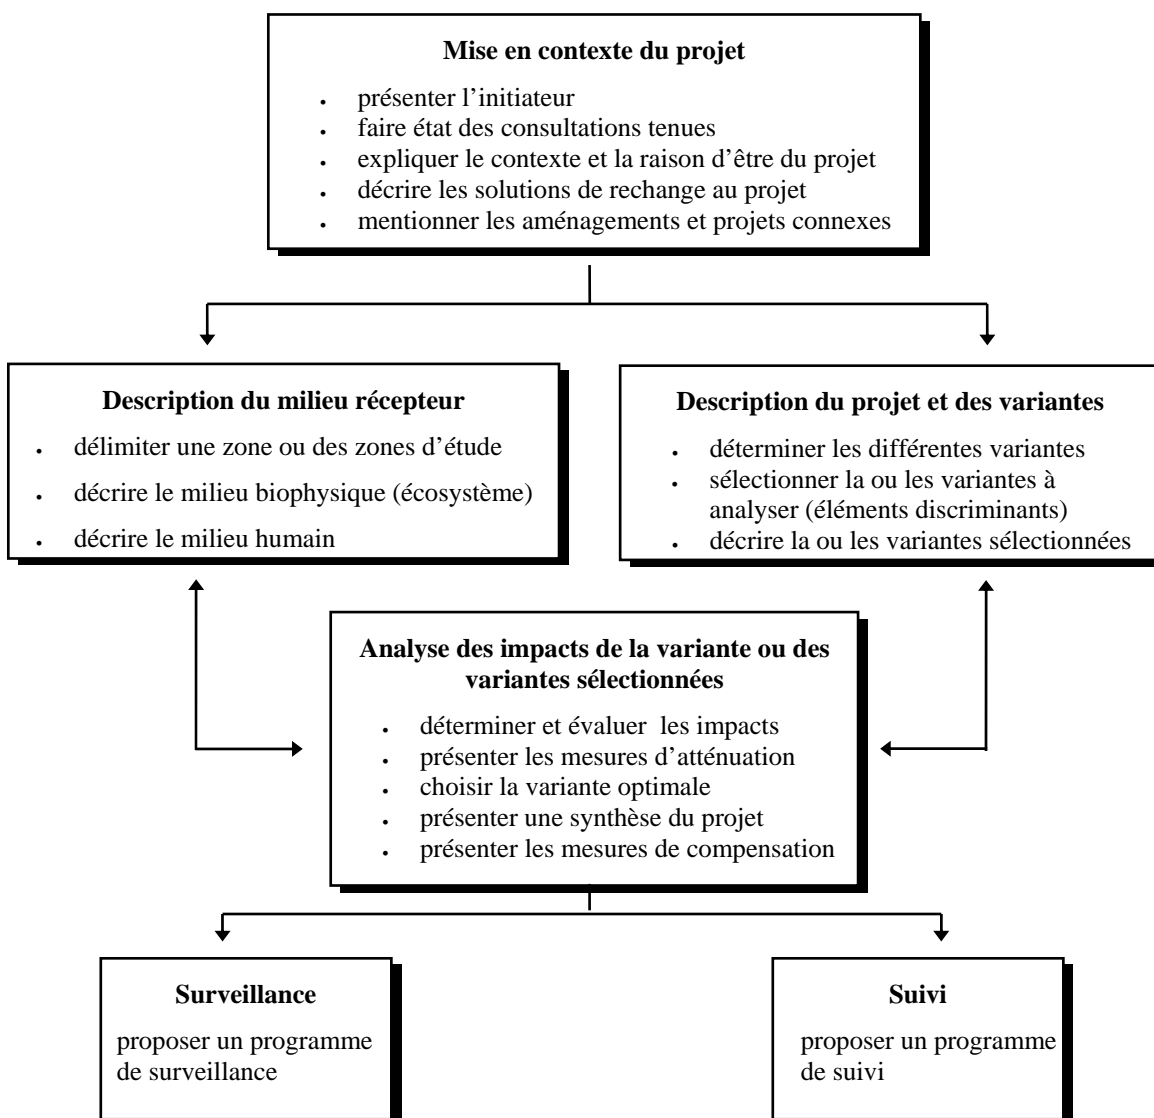 Mise en contexte du projet
• présenter l’initiateur
• faire état des consultations tenues
• expliquer le contexte et la raison d’être du projet
• décrire les solutions de rechange au projet
• mentionner les aménagements et projets connexes
Description du milieu récepteur
• délimiter une zone ou des zones d’étude
• décrire le milieu biophysique (écosystème)
• décrire le milieu humain
Description du projet et des variantes
• déterminer les différentes variantes
• sélectionner la ou les variantes à
analyser (éléments discriminants)
• décrire la ou les variantes sélectionnées
Analyse des impacts de la variante ou des
variantes sélectionnées
• déterminer et évaluer les impacts
• présenter les mesures d’atténuation
• choisir la variante optimale
• présenter une synthèse du projet
• présenter les mesures de compensation
Surveillance
proposer un programme
de surveillance
Suivi
proposer un programme
de suivi